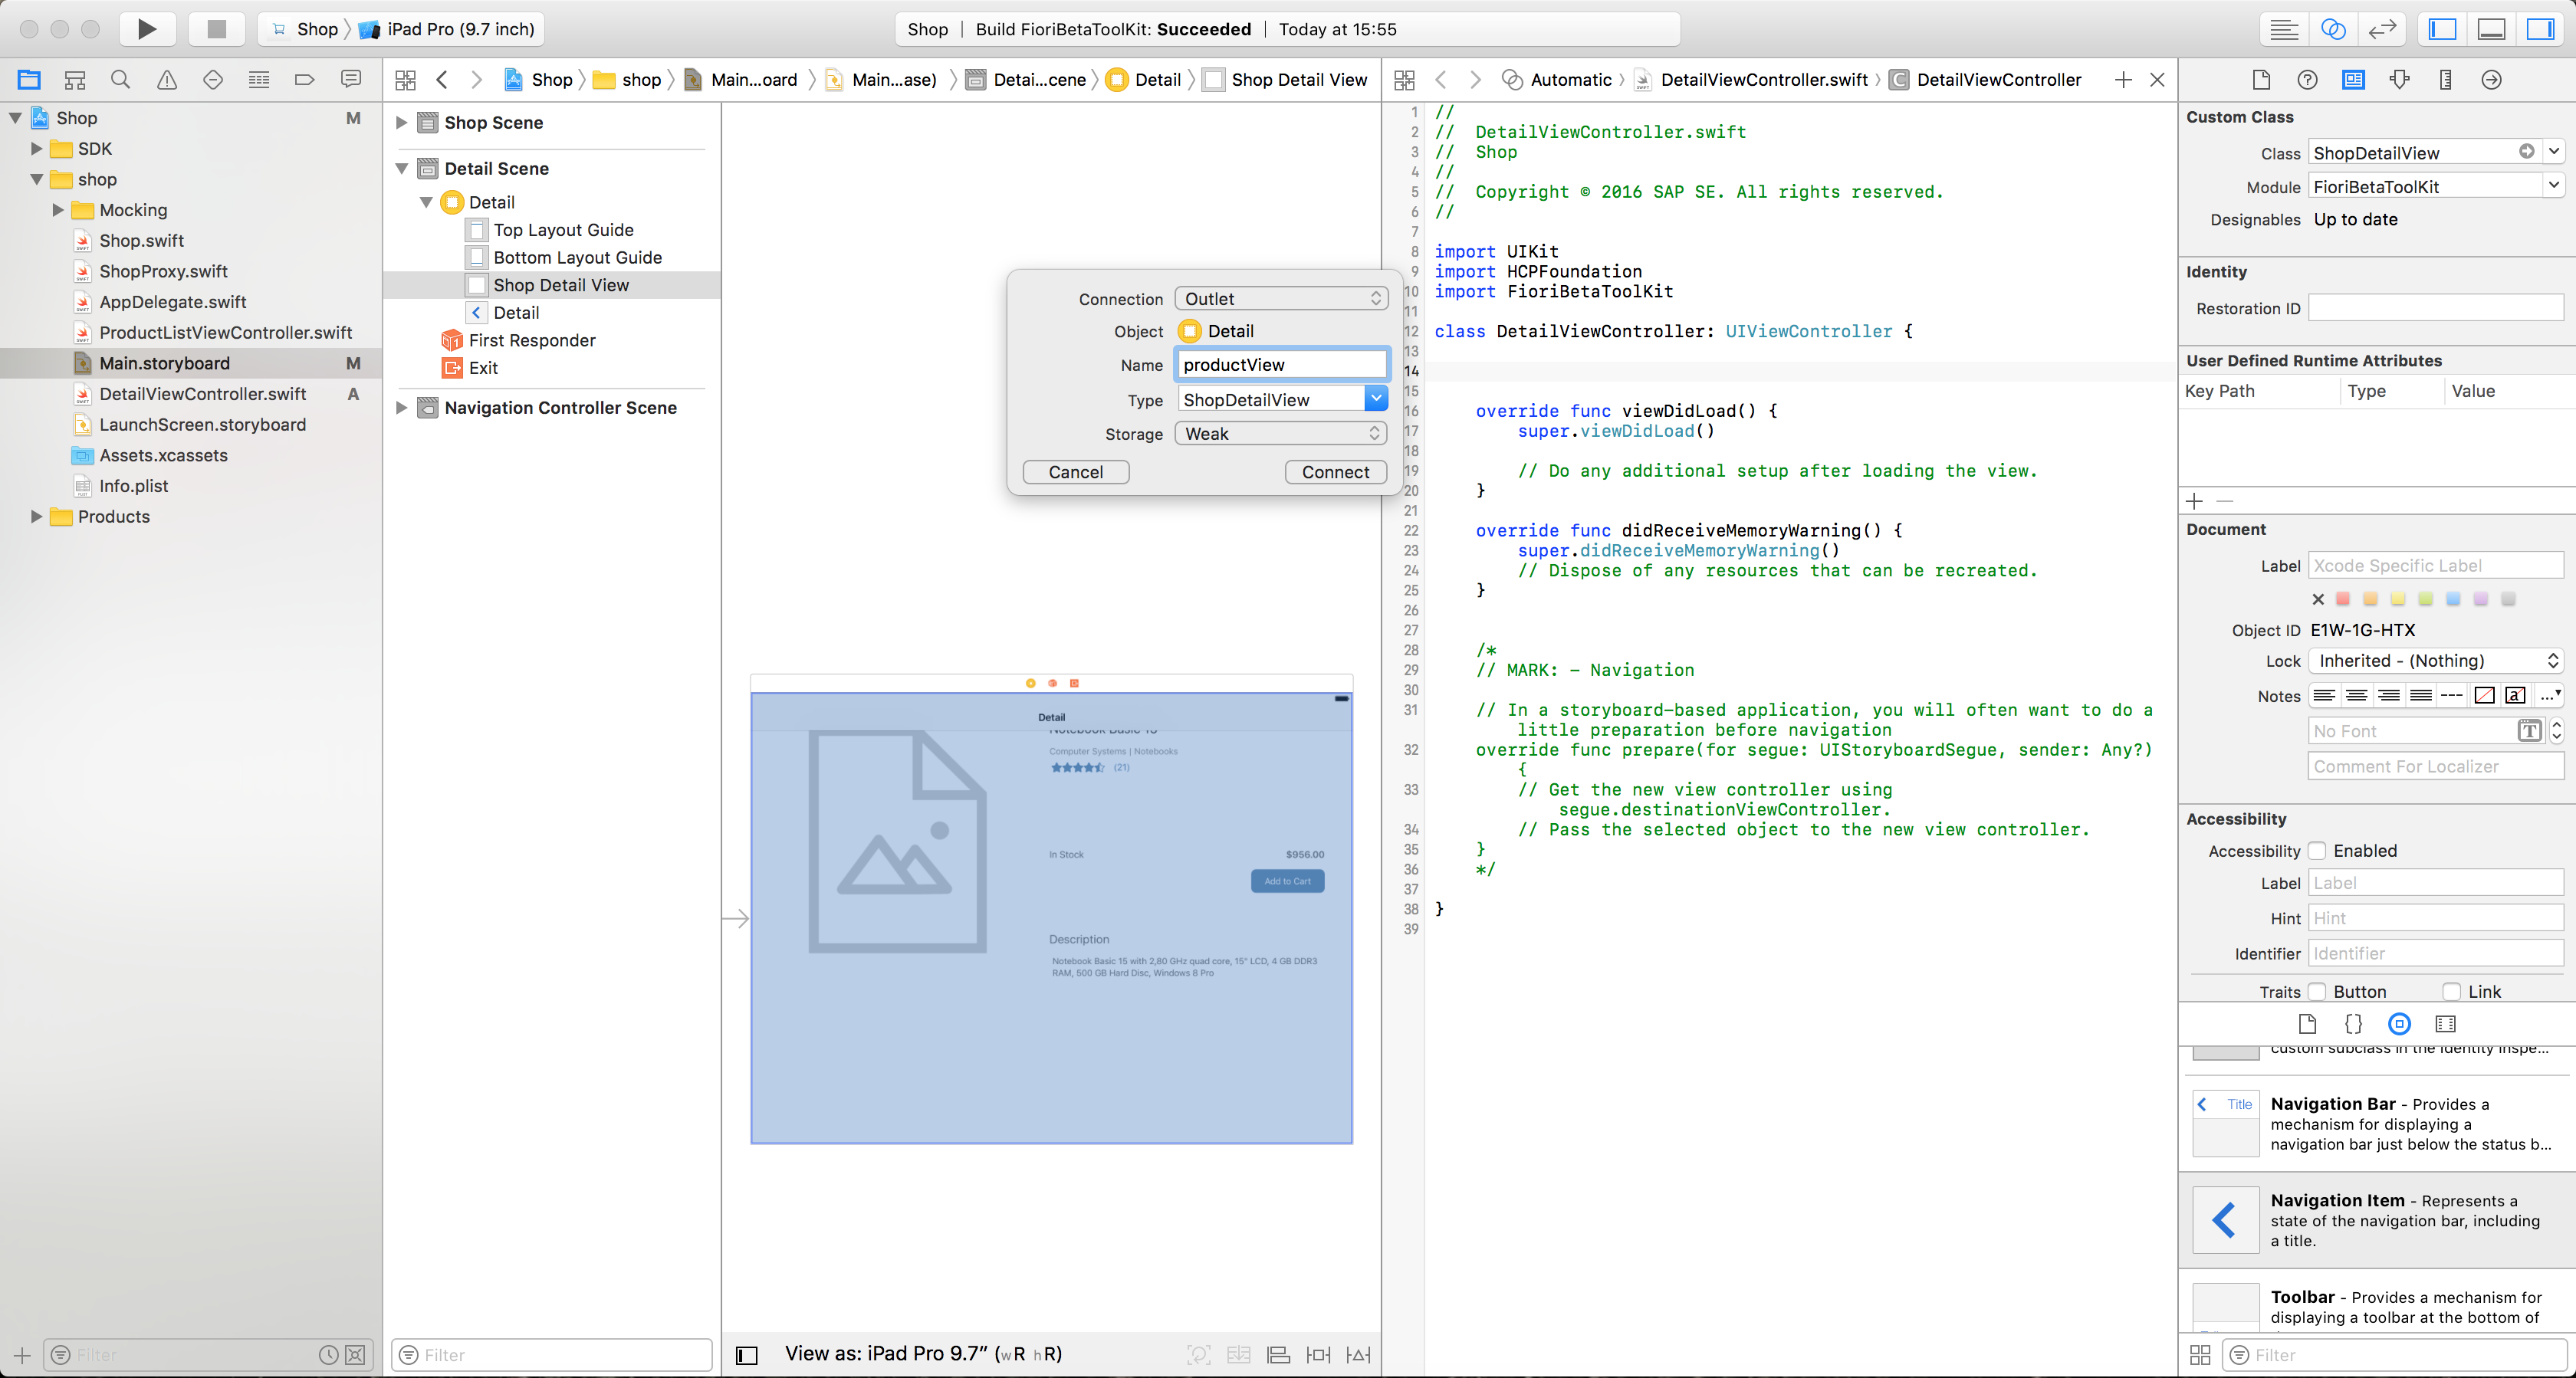 Shop
iPad Pro (9.7 inch)
Shop | Build FioriBetaToolKit: Succeeded | Today at 15:55
Shop
M
SDK
shop
Mocking
Shop.swift
ShopProxy.swift
AppDelegate.swift
ProductListViewController.swift
Main.storyboard
M
DetailViewController.swift
A
LaunchScreen.storyboard
Assets.xcassets
Info.plist
Products
Filter
Shop
shop
Main...oard
Main...ase)
Detai...cene
Detail
Shop Detail View
Shop Scene
Detail Scene
Detail
Top Layout Guide
Bottom Layout Guide
Shop Detail View
Detail
First Responder
Exit
Navigation Controller Scene
Filter
Connection Outlet
Object Detail
Name productView
Type ShopDetailView
Storage Weak
Cancel
Connect
Detail
Notebook Basic 15
Computer Systems | Notebooks
(21)
In Stock
$956.00
Add to Cart
Description
Notebook Basic 15 with 2,80 GHz quad core, 15" LCD, 4 GB DDR3
RAM, 500 GB Hard Disc, Windows 8 Pro
View as: iPad Pro 9.7” (wR hR)
Automatic
DetailViewController.swift
DetailViewController
1 //
2 //  DetailViewController.swift
3 //  Shop
4 //
5 //  Copyright © 2016 SAP SE. All rights reserved.
6 //
7
8 import UIKit
9 import HCPFoundation
10 import FioriBetaToolKit
11
12 class DetailViewController: UIViewController {
13
14
15
16 override func viewDidLoad() {
17 super.viewDidLoad()
18
19 // Do any additional setup after loading the view.
20 }
21
22 override func didReceiveMemoryWarning() {
23 super.didReceiveMemoryWarning()
24 // Dispose of any resources that can be recreated.
25 }
26
27
28 /*
29 // MARK: - Navigation
30
31 // In a storyboard-based application, you will often want to do a
little preparation before navigation
32 override func prepare(for segue: UIStoryboardSegue, sender: Any?)
{
33 // Get the new view controller using
segue.destinationViewController.
34 // Pass the selected object to the new view controller.
35 }
36 */
37
38 }
39
Custom Class
Class ShopDetailView
Module FioriBetaToolKit
Designables Up to date
Identity
Restoration ID
User Defined Runtime Attributes
Key Path Type Value
Document
Label Xcode Specific Label
Object ID E1W-1G-HTX
Lock Inherited - (Nothing)
Notes
No Font
Comment For Localizer
Accessibility
Accessibility Enabled
Label Label
Hint Hint
Identifier Identifier
Traits Button Link
custom subclass in the identity inspe...
Title
Navigation Bar - Provides a
mechanism for displaying a
navigation bar just below the status b...
Navigation Item - Represents a
state of the navigation bar, including
a title.
Toolbar - Provides a mechanism for
displaying a toolbar at the bottom of
Filter